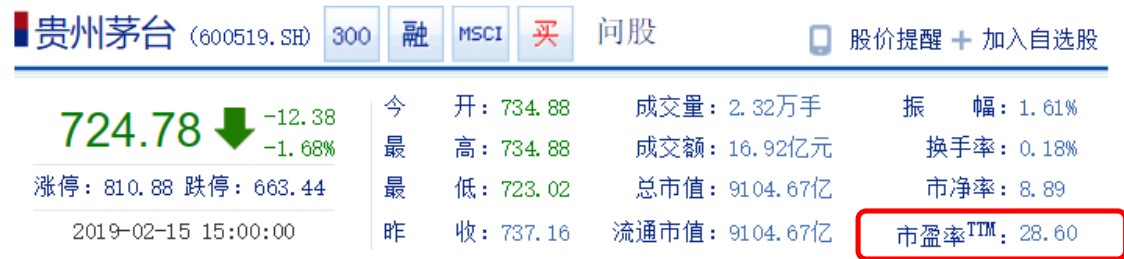 贵州茅台 (600519.SH) 300 融 MSCI 买 问股 股价提醒 + 加入自选股
724.78 -12.38 -1.68%
涨停：810.88 跌停：663.44
2019-02-15 15:00:00
今 开：734.88 成交量：2.32万手 振 幅：1.61%
最 高：734.88 成交额：16.92亿元 换手率：0.18%
最 低：723.02 总市值：9104.67亿 市净率：8.89
昨 收：737.16 流通市值：9104.67亿 市盈率TTM：28.60